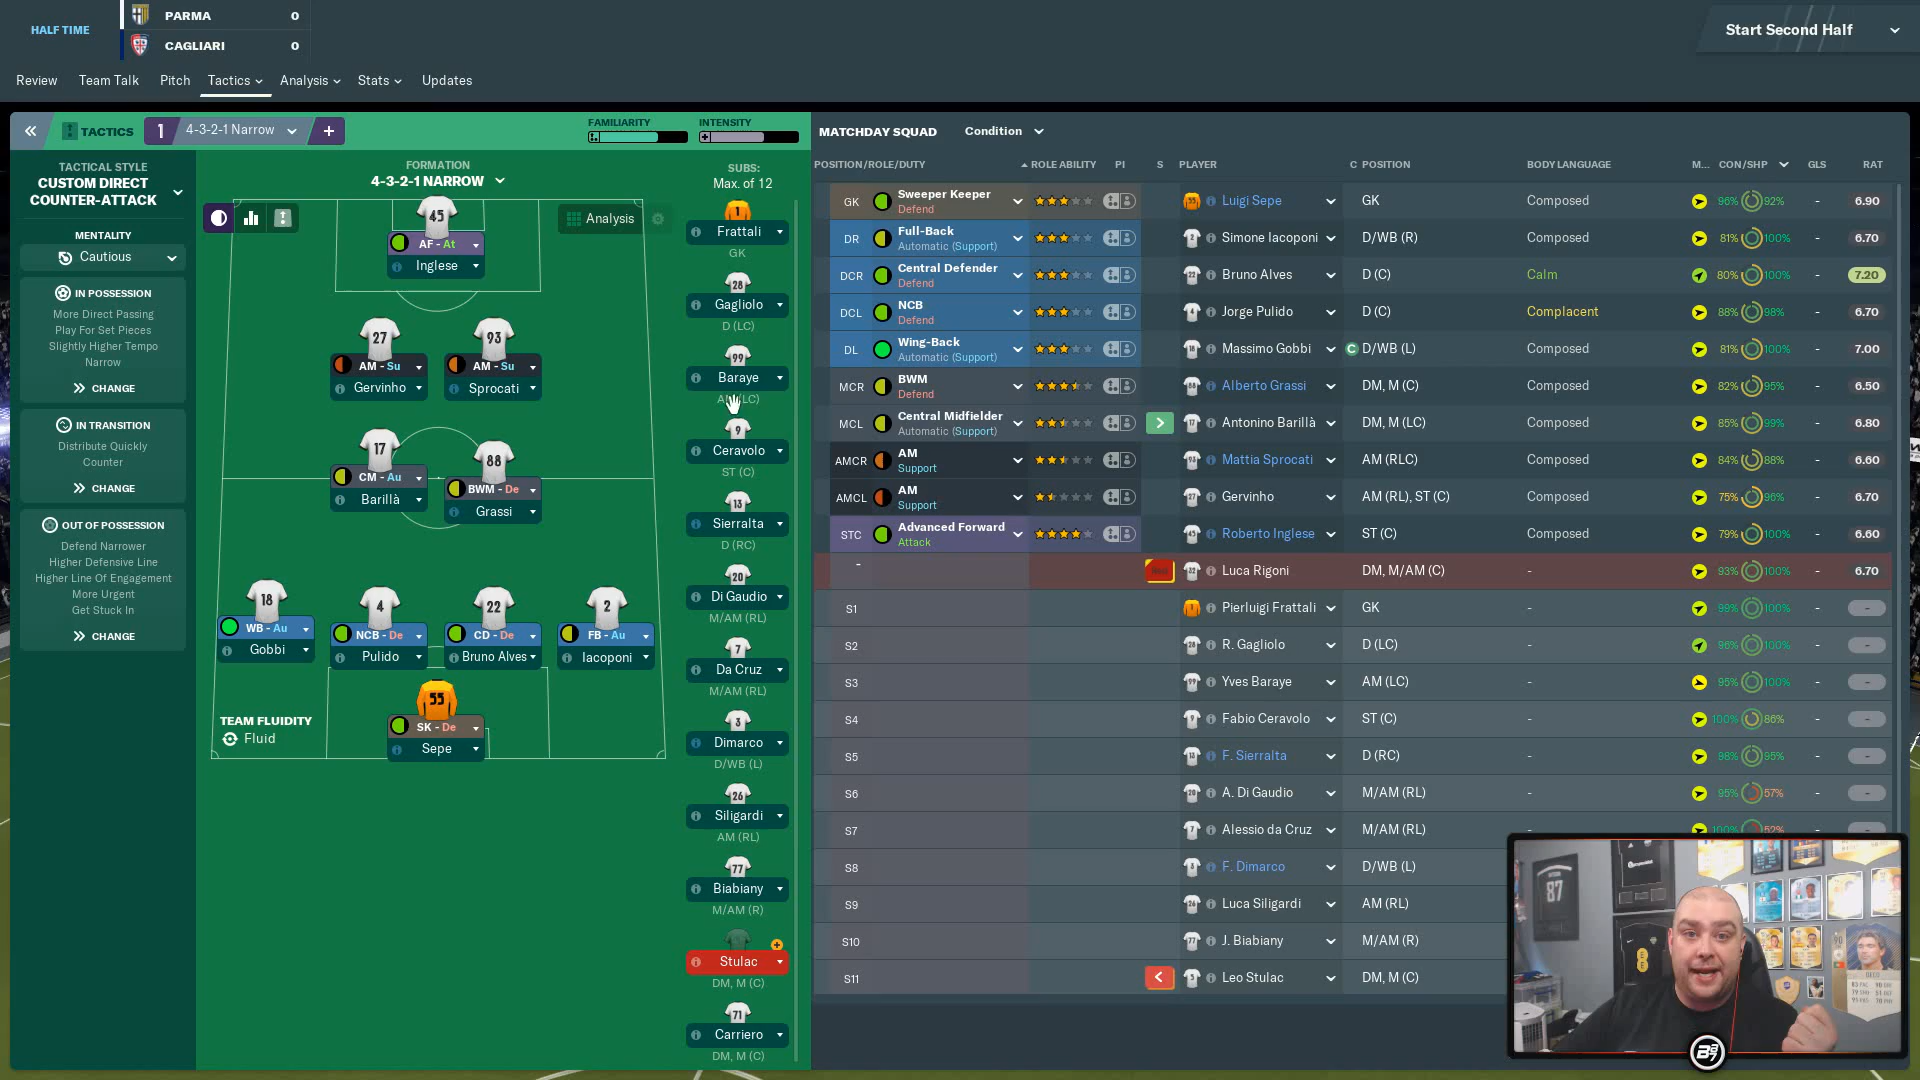 HALF TIME
PARMA 0
CAGLIARI 0
Start Second Half
Review Team Talk Pitch Tactics Analysis Stats Updates
TACTICS 1 4-3-2-1 Narrow +
FAMILIARITY INTENSITY
TACTICAL STYLE
CUSTOM DIRECT
COUNTER-ATTACK
MENTALITY
Cautious
IN POSSESSION
More Direct Passing
Play For Set Pieces
Slightly Higher Tempo
Narrow
CHANGE
IN TRANSITION
Distribute Quickly
Counter
CHANGE
OUT OF POSSESSION
Defend Narrower
Higher Defensive Line
Higher Line Of Engagement
More Urgent
Get Stuck In
CHANGE
FORMATION
4-3-2-1 NARROW
Analysis
45
AF - At
Inglese
27 93
AM - Su AM - Su
Gervinho Sprocati
17 88
CM - Au BWM - De
Barillà Grassi
18 4 22 2
WB - Au NCB - De CD - De FB - Au
Gobbi Pulido Bruno Alves Iacoponi
55
SK - De
Sepe
TEAM FLUIDITY
Fluid
SUBS:
Max. of 12
1
Frattali
GK
28
Gagliolo
D (LC)
99
Baraye
AM (LC)
9
Ceravolo
ST (C)
13
Sierralta
D (RC)
20
Di Gaudio
M/AM (RL)
7
Da Cruz
M/AM (RL)
3
Dimarco
D/WB (L)
26
Siligardi
AM (RL)
77
Biabiany
M/AM (R)
Stulac
DM, M (C)
71
Carriero
DM, M (C)
MATCHDAY SQUAD Condition
POSITION/ROLE/DUTY ROLE ABILITY PI S PLAYER C POSITION BODY LANGUAGE M... CON/SHP GLS RAT
GK Sweeper Keeper Defend Luigi Sepe GK Composed 96% 92% - 6.90
DR Full-Back Automatic (Support) Simone Iacoponi D/WB (R) Composed 81% 100% - 6.70
DCR Central Defender Defend Bruno Alves D (C) Calm 80% 100% - 7.20
DCL NCB Defend Jorge Pulido D (C) Complacent 88% 98% - 6.70
DL Wing-Back Automatic (Support) Massimo Gobbi C D/WB (L) Composed 81% 100% - 7.00
MCR BWM Defend Alberto Grassi DM, M (C) Composed 82% 95% - 6.50
MCL Central Midfielder Automatic (Support) Antonino Barillà DM, M (LC) Composed 85% 99% - 6.80
AMCR AM Support Mattia Sprocati AM (RLC) Composed 84% 88% - 6.60
AMCL AM Support Gervinho AM (RL), ST (C) Composed 75% 96% - 6.70
STC Advanced Forward Attack Roberto Inglese ST (C) Composed 79% 100% - 6.60
- Luca Rigoni DM, M/AM (C) - 93% 100% - 6.70
S1 Pierluigi Frattali GK - 99% 100% - -
S2 R. Gagliolo D (LC) - 96% 100% - -
S3 Yves Baraye AM (LC) - 95% 100% - -
S4 Fabio Ceravolo ST (C) - 100% 86% - -
S5 F. Sierralta D (RC) - 98% 95% - -
S6 A. Di Gaudio M/AM (RL) - 95% 57% - -
S7 Alessio da Cruz M/AM (RL) - 100% 52% - -
S8 F. Dimarco D/WB (L)
S9 Luca Siligardi AM (RL)
S10 J. Biabiany M/AM (R)
S11 Leo Stulac DM, M (C)
87